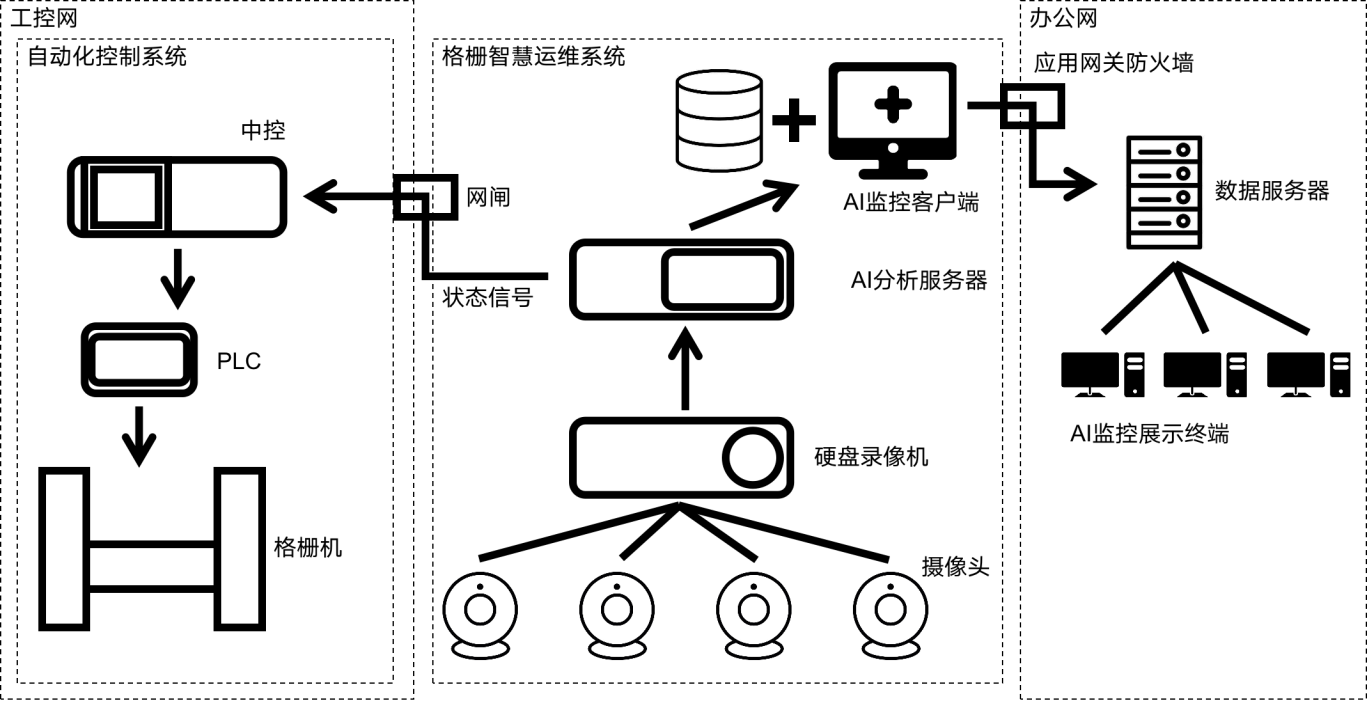 工控网
自动化控制系统
中控
PLC
格栅机
格栅智慧运维系统
网闸
状态信号
AI监控客户端
AI分析服务器
硬盘录像机
摄像头
办公网
应用网关防火墙
数据服务器
AI监控展示终端